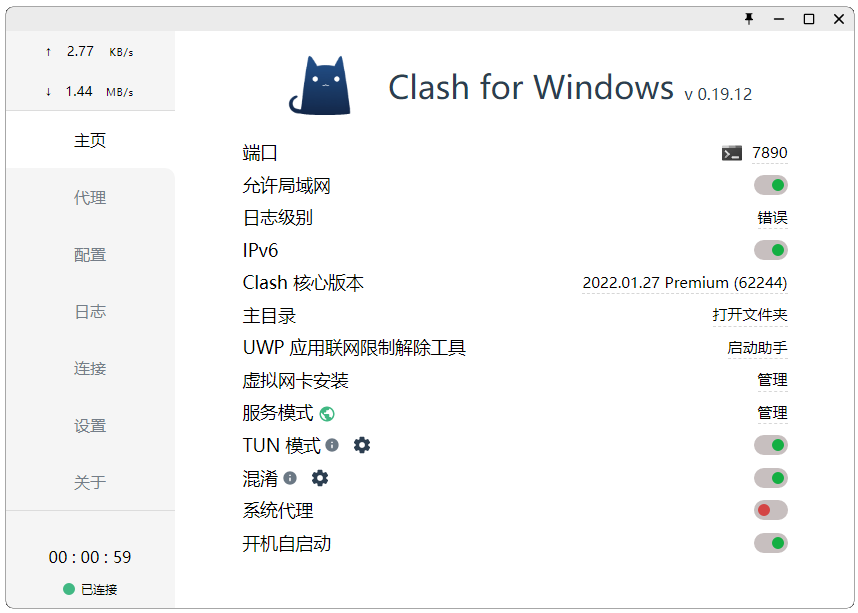 ↑ 2.77 KB/s
↓ 1.44 MB/s
主页
代理
配置
日志
连接
设置
关于
00 : 00 : 59
已连接
Clash for Windows v 0.19.12
端口 7890
允许局域网
日志级别 错误
IPv6
Clash 核心版本 2022.01.27 Premium (62244)
主目录 打开文件夹
UWP 应用联网限制解除工具 启动助手
虚拟网卡安装 管理
服务模式 管理
TUN 模式
混淆
系统代理
开机自启动